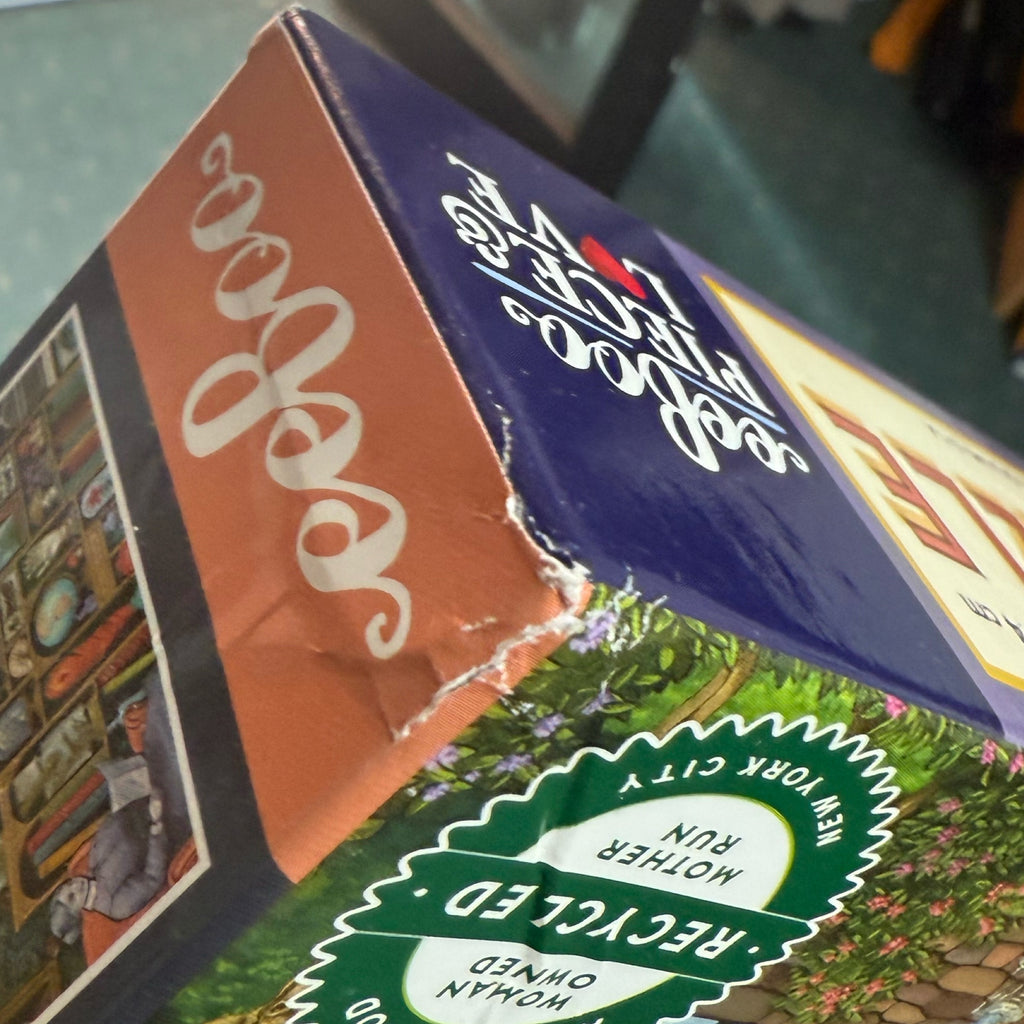 eeBoo
eeBoo
PIECE &
LOVE
NEW YORK CITY
MOTHER
RUN
· RECYCLED ·
WOMAN
OWNED